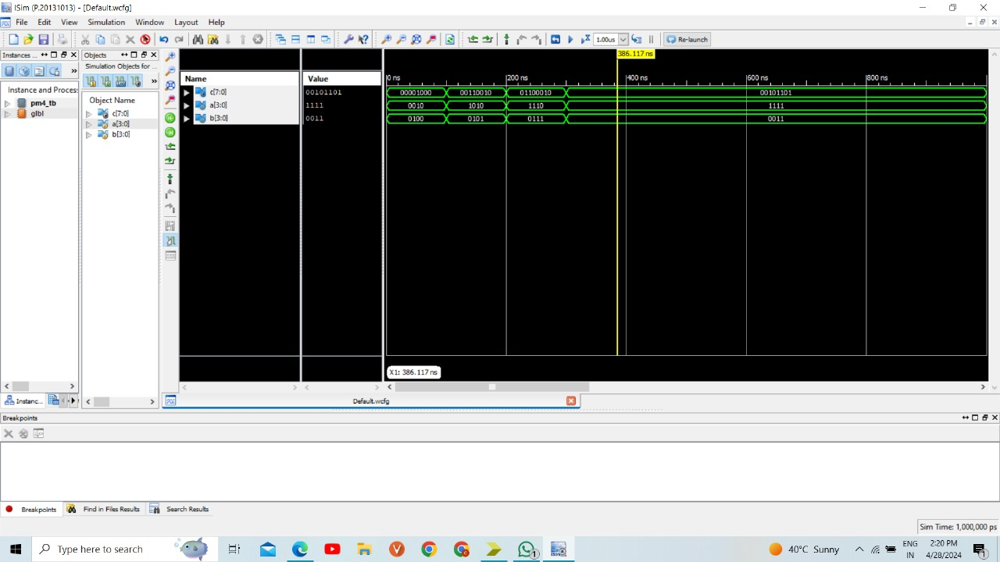 ISim (P.20131013) - [Default.wcfg]
File Edit View Simulation Window Layout Help
1.00us Re-launch
Instances ... Objects
Simulation Objects for ...
Instance and Proces:
pm4_tb
glbl
Object Name
c[7:0]
a[3:0]
b[3:0]
Name Value
c[7:0] 00101101
a[3:0] 1111
b[3:0] 0011
386.117 ns
0 ns 200 ns 400 ns 600 ns 800 ns
00001000 00110010 01100010 00101101
0010 1010 1110 1111
0100 0101 0111 0011
X1: 386.117 ns
Instanc... Default.wcfg
Breakpoints
Breakpoints Find in Files Results Search Results
Sim Time: 1,000,000 ps
Type here to search
1
40°C Sunny
ENG
IN
2:20 PM
4/28/2024
1